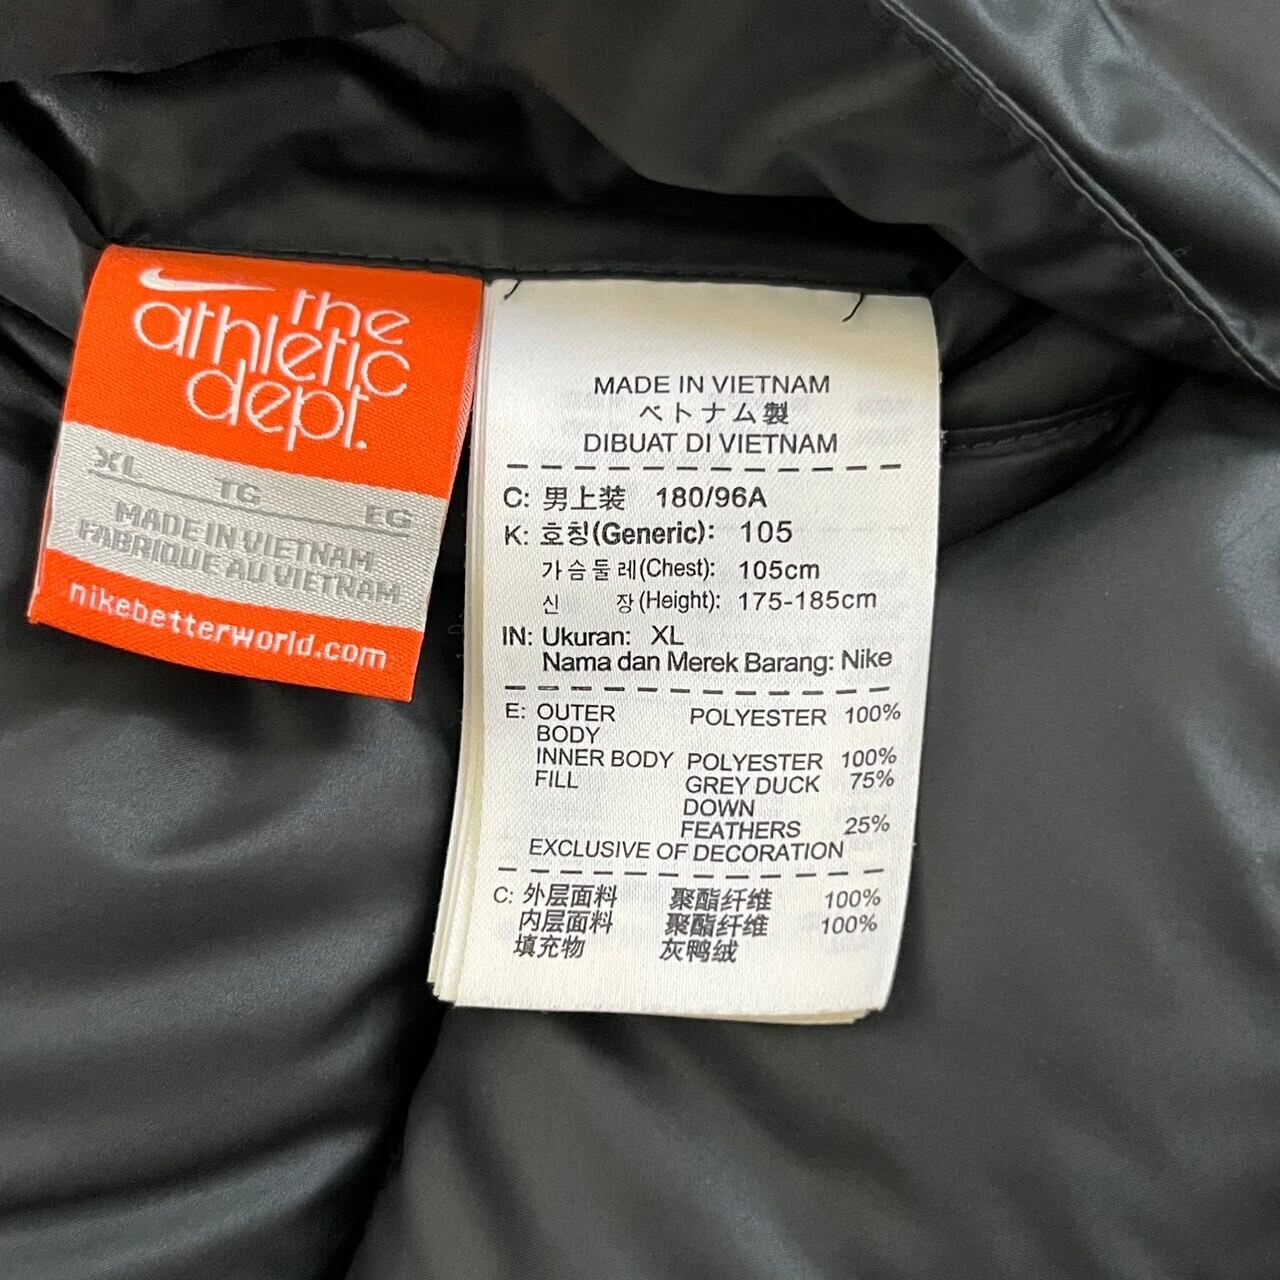 the
athletic
dept.
XL
TG
EG
MADE IN VIETNAM
FABRIQUE AU VIETNAM
nikebetterworld.com
MADE IN VIETNAM
ベトナム製
DIBUAT DI VIETNAM
C: 男上装 180/96A
K: 호칭(Generic): 105
가슴둘레(Chest): 105cm
신 장(Height): 175-185cm
IN: Ukuran: XL
Nama dan Merek Barang: Nike
E: OUTER BODY POLYESTER 100%
INNER BODY POLYESTER 100%
FILL GREY DUCK DOWN 75%
FEATHERS 25%
EXCLUSIVE OF DECORATION
C: 外层面料 聚酯纤维 100%
内层面料 聚酯纤维 100%
填充物 灰鸭绒